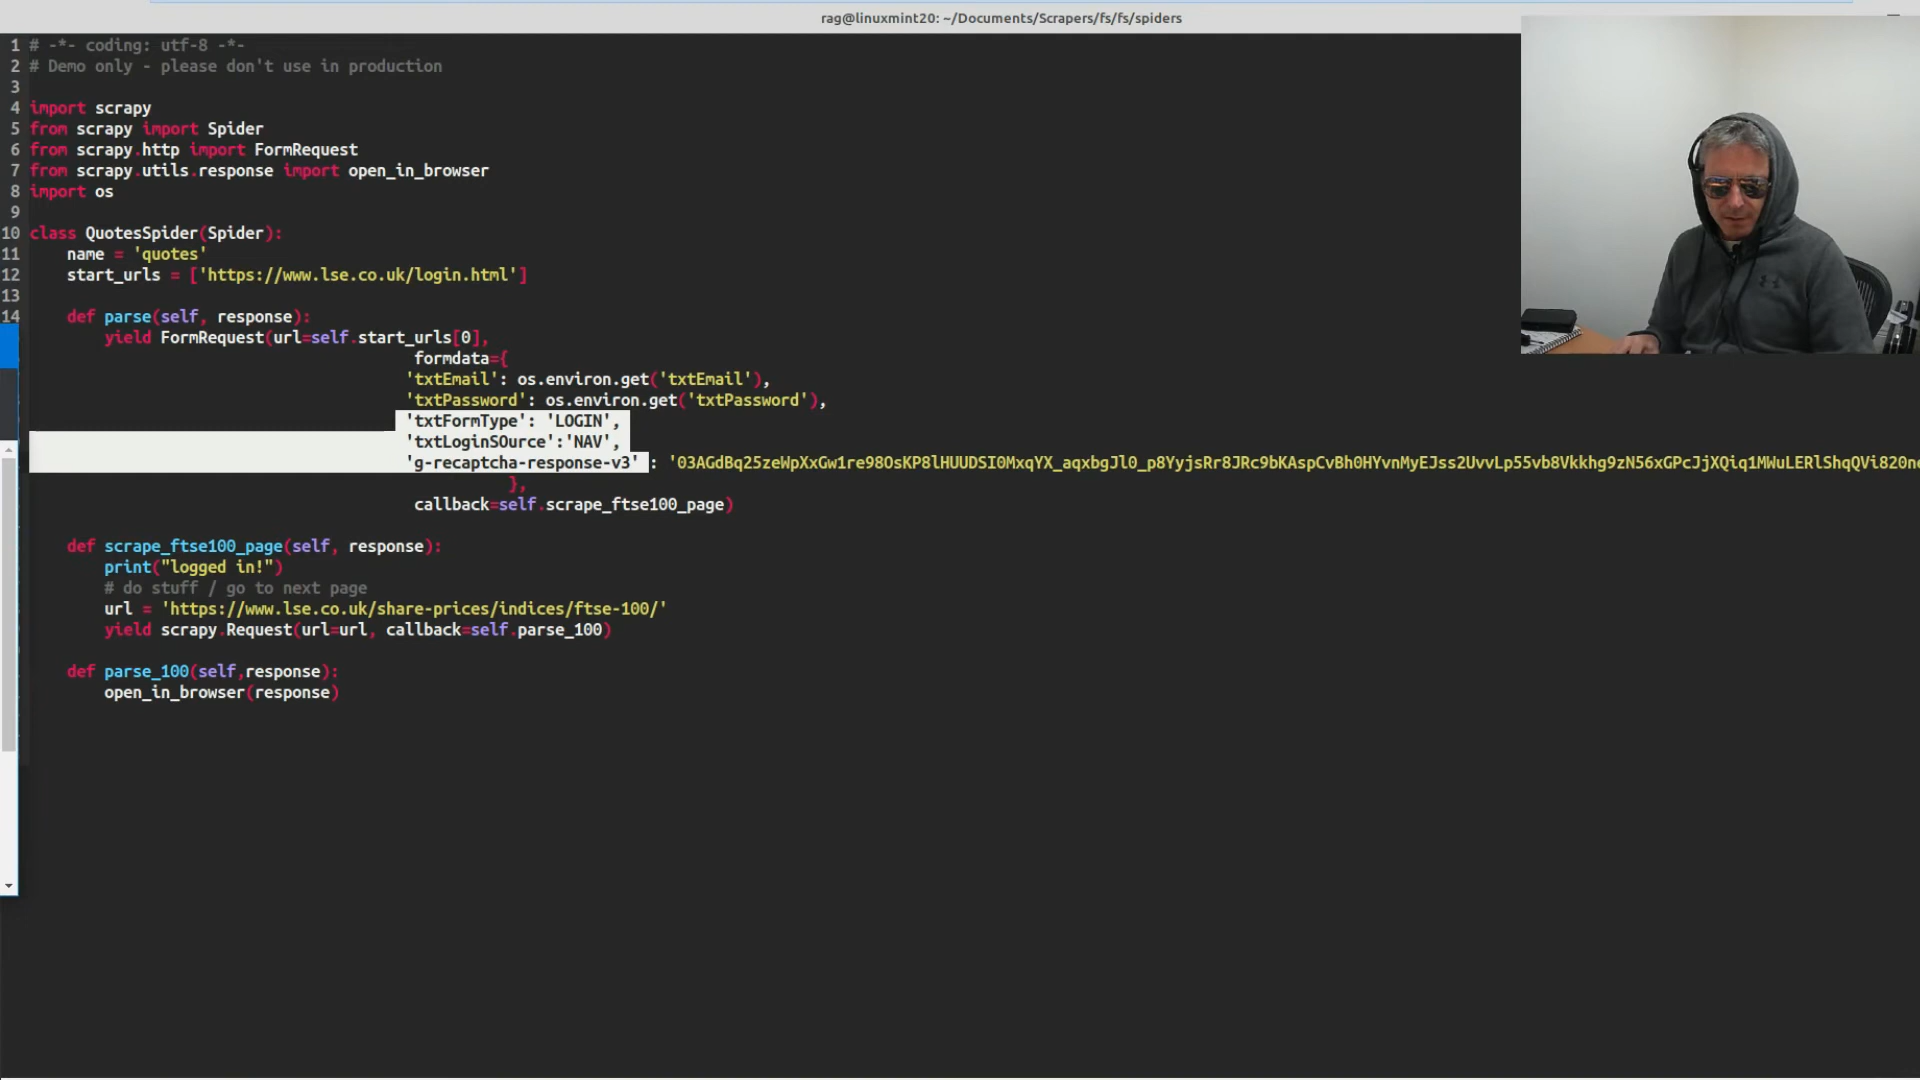 rag@linuxmint20: ~/Documents/Scrapers/fs/fs/spiders
1 # -*- coding: utf-8 -*-
2 # Demo only - please don't use in production
3
4 import scrapy
5 from scrapy import Spider
6 from scrapy.http import FormRequest
7 from scrapy.utils.response import open_in_browser
8 import os
9
10 class QuotesSpider(Spider):
11     name = 'quotes'
12     start_urls = ['https://www.lse.co.uk/login.html']
13
14     def parse(self, response):
        yield FormRequest(url=self.start_urls[0],
                                         formdata={
                                        'txtEmail': os.environ.get('txtEmail'),
                                        'txtPassword': os.environ.get('txtPassword'),
                                        'txtFormType': 'LOGIN',
                                        'txtLoginSOurce':'NAV',
                                        'g-recaptcha-response-v3' : '03AGdBq25zeWpXxGw1re98OsKP8lHUUDSI0MxqYX_aqxbgJl0_p8YyjsRr8JRc9bKAspCvBh0HYvnMyEJss2UvvLp55vb8Vkkhg9zN56xGPcJjXQiq1MWuLERlShqQVi820ne
                                                   },
                                         callback=self.scrape_ftse100_page)
    def scrape_ftse100_page(self, response):
        print("logged in!")
        # do stuff / go to next page
        url = 'https://www.lse.co.uk/share-prices/indices/ftse-100/'
        yield scrapy.Request(url=url, callback=self.parse_100)
    def parse_100(self,response):
        open_in_browser(response)